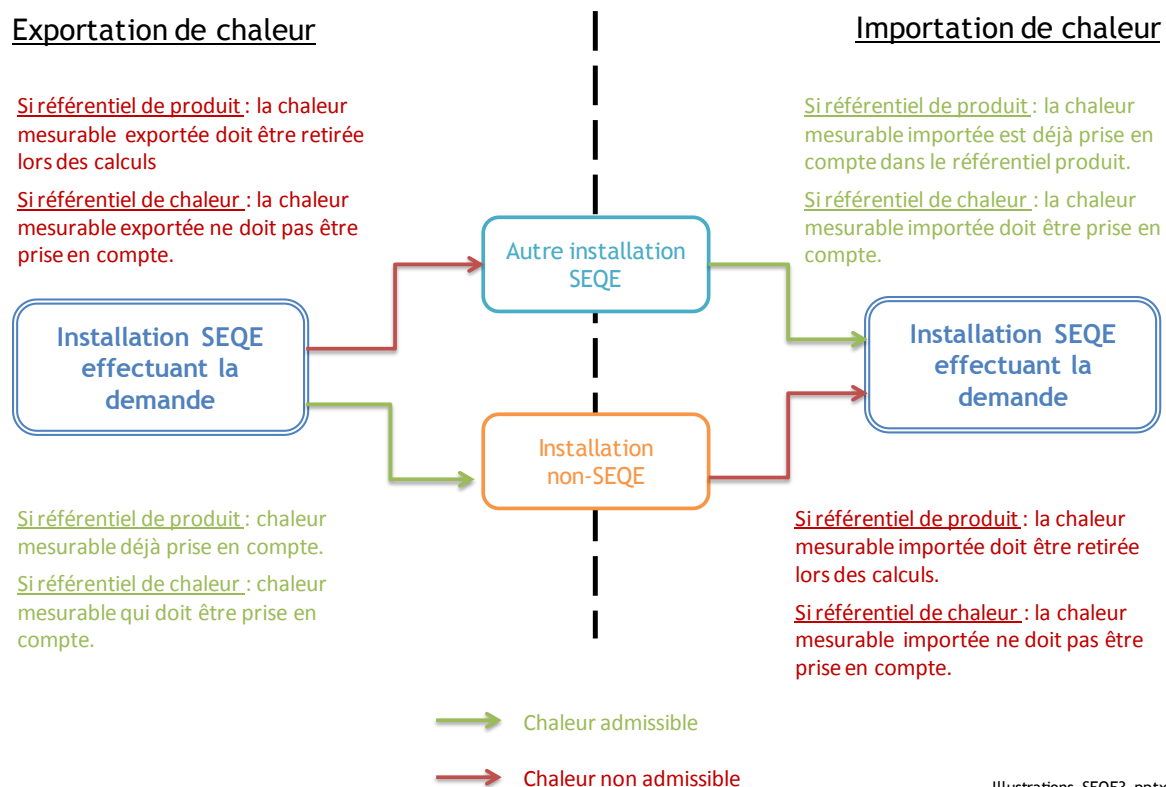 Exportation de chaleur
Importation de chaleur
Si référentiel de produit : la chaleur
mesurable exportée doit être retirée
lors des calculs
Si référentiel de chaleur : la chaleur
mesurable exportée ne doit pas être
prise en compte.
Si référentiel de produit : la chaleur
mesurable importée est déjà prise en
compte dans le référentiel produit.
Si référentiel de chaleur : la chaleur
mesurable importée doit être prise en
compte.
Autre installation
SEQE
Installation SEQE
effectuant la
demande
Installation SEQE
effectuant la
demande
Installation
non-SEQE
Si référentiel de produit : chaleur
mesurable déjà prise en compte.
Si référentiel de chaleur : chaleur
mesurable qui doit être prise en
compte.
Si référentiel de produit : la chaleur
mesurable importée doit être retirée
lors des calculs.
Si référentiel de chaleur : la chaleur
mesurable importée ne doit pas être
prise en compte.
Chaleur admissible
Chaleur non admissible